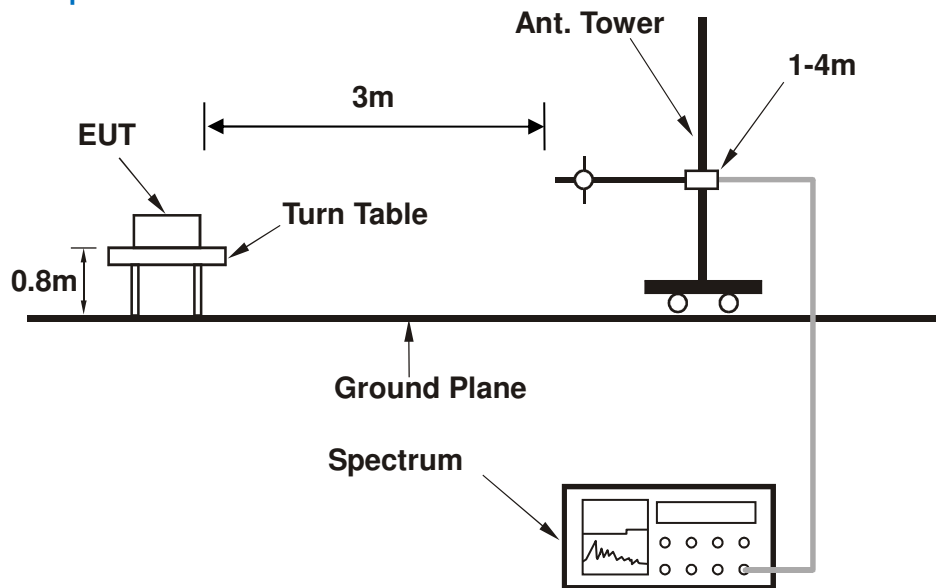 Ant. Tower
1-4m
3m
EUT
Turn Table
0.8m
Ground Plane
Spectrum